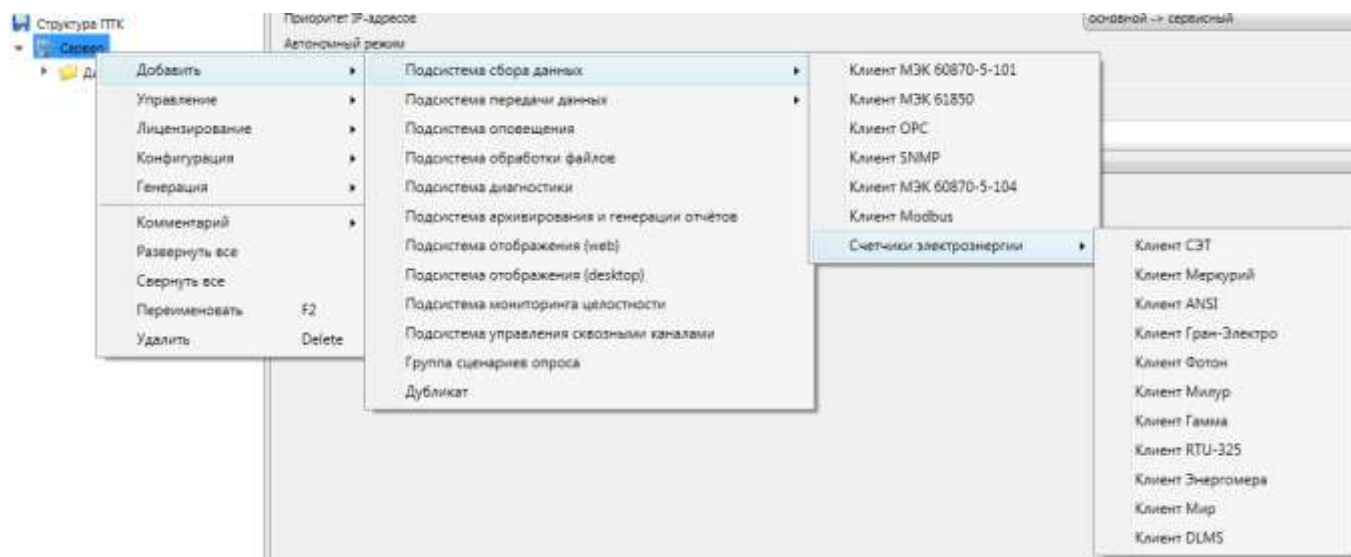 Структура ПТК
Сервер
Приоритет IP-адресов
основной -> сервисный
Автономный режим
Добавить
Управление
Лицензирование
Конфигурация
Генерация
Комментарий
Развернуть все
Свернуть все
Переименовать F2
Удалить Delete
Подсистема сбора данных
Подсистема передачи данных
Подсистема оповещения
Подсистема обработки файлов
Подсистема диагностики
Подсистема архивирования и генерации отчётов
Подсистема отображения (web)
Подсистема отображения (desktop)
Подсистема мониторинга целостности
Подсистема управления сквозными каналами
Группа сценариев опроса
Дубликат
Клиент МЭК 60870-5-101
Клиент МЭК 61850
Клиент OPC
Клиент SNMP
Клиент МЭК 60870-5-104
Клиент Modbus
Счетчики электроэнергии
Клиент СЭТ
Клиент Меркурий
Клиент ANSI
Клиент Гран-Электро
Клиент Фотон
Клиент Милур
Клиент Гамма
Клиент RTU-325
Клиент Энергомера
Клиент Мир
Клиент DLMS